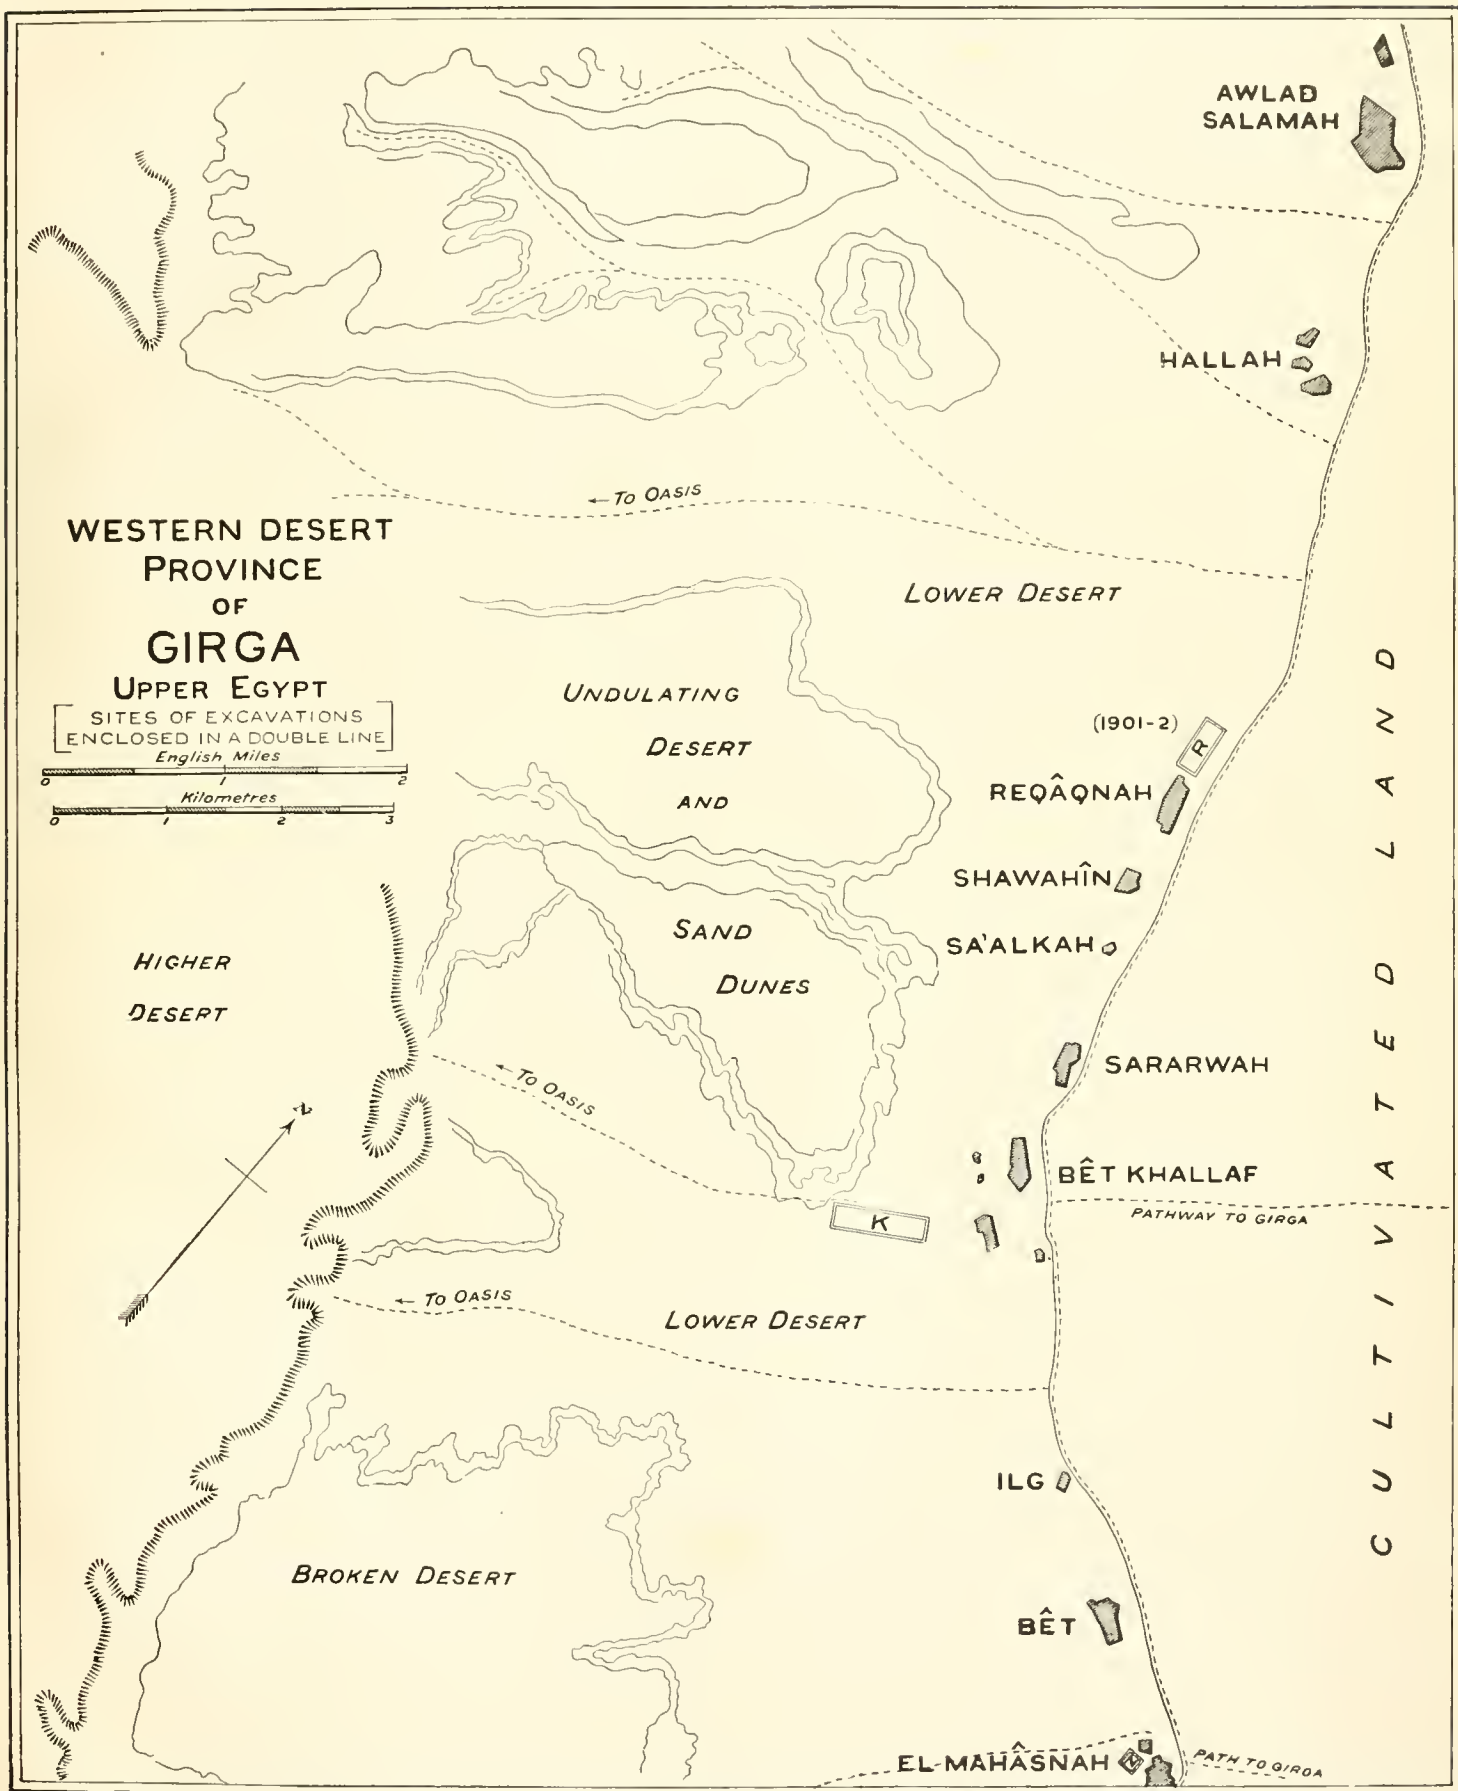 AWLAD
SALAMAH
HALLAH
← TO OASIS
WESTERN DESERT
PROVINCE
OF
GIRGA
UPPER EGYPT
[SITES OF EXCAVATIONS
ENCLOSED IN A DOUBLE LINE]
English Miles
0 1 2
Kilometres
0 1 2 3
LOWER DESERT
UNDULATING
DESERT
AND
SAND
DUNES
(1901-2)
R
REQÂQNAH
SHAWAHÎN
SA'ALKAH
HIGHER
DESERT
N
← TO OASIS
SARARWAH
BÊT KHALLAF
PATHWAY TO GIRGA
K
← TO OASIS
LOWER DESERT
CULTIVATED LAND
ILG
BROKEN DESERT
BÊT
EL-MAHÂSNAH
PATH TO GIRGA